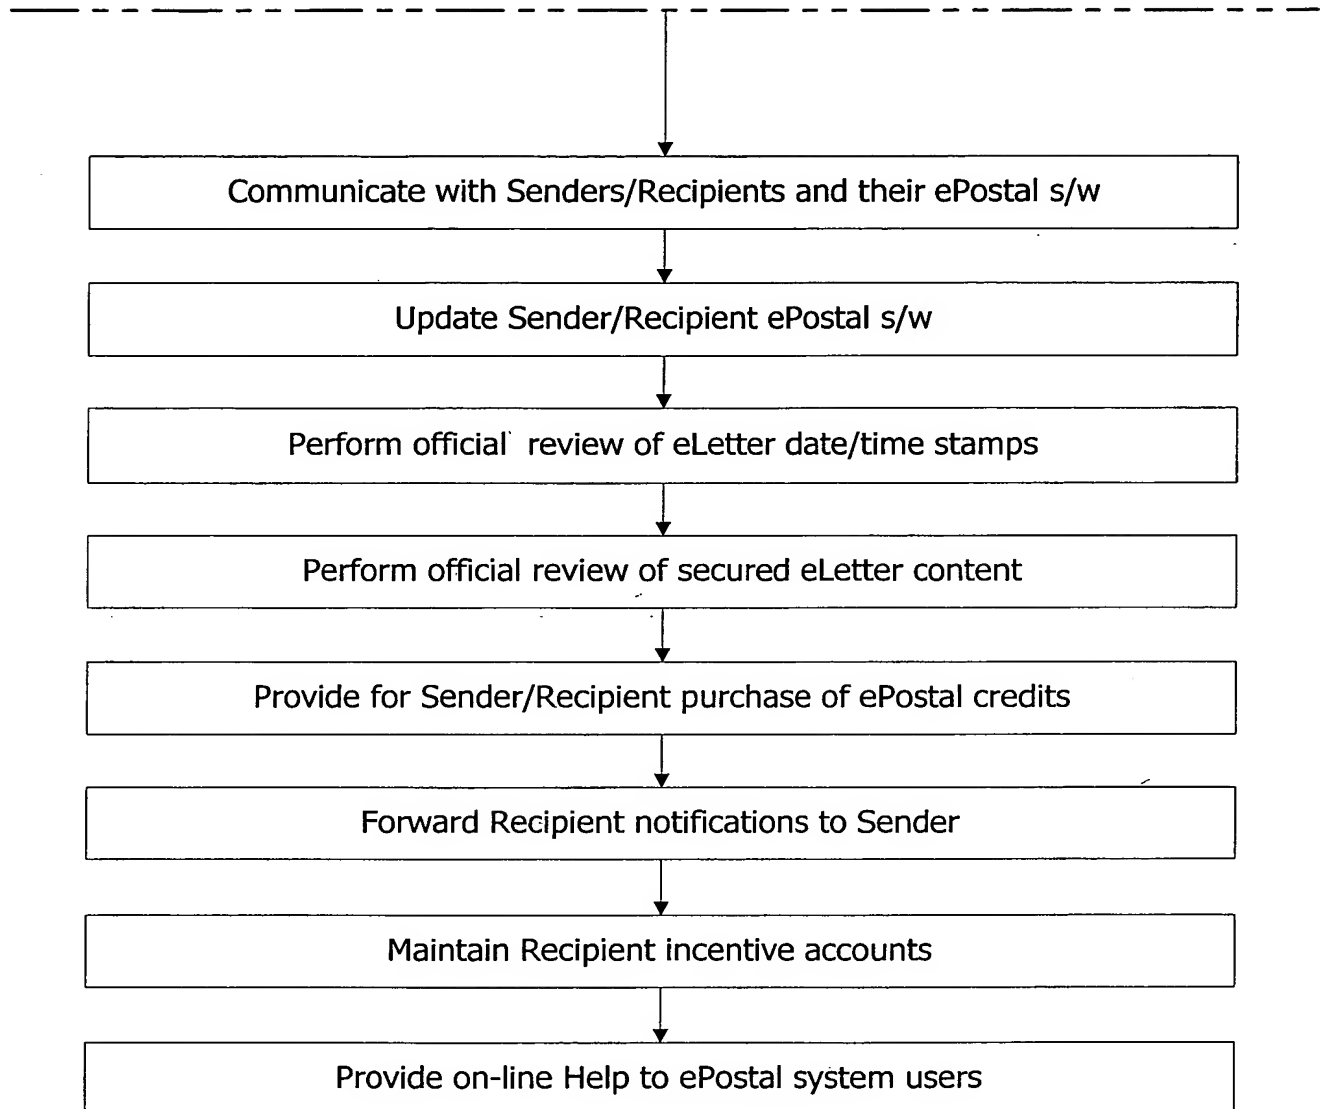 Communicate with Senders/Recipients and their ePostal s/w
Update Sender/Recipient ePostal s/w
Perform official review of eLetter date/time stamps
Perform official review of secured eLetter content
Provide for Sender/Recipient purchase of ePostal credits
Forward Recipient notifications to Sender
Maintain Recipient incentive accounts
Provide on-line Help to ePostal system users